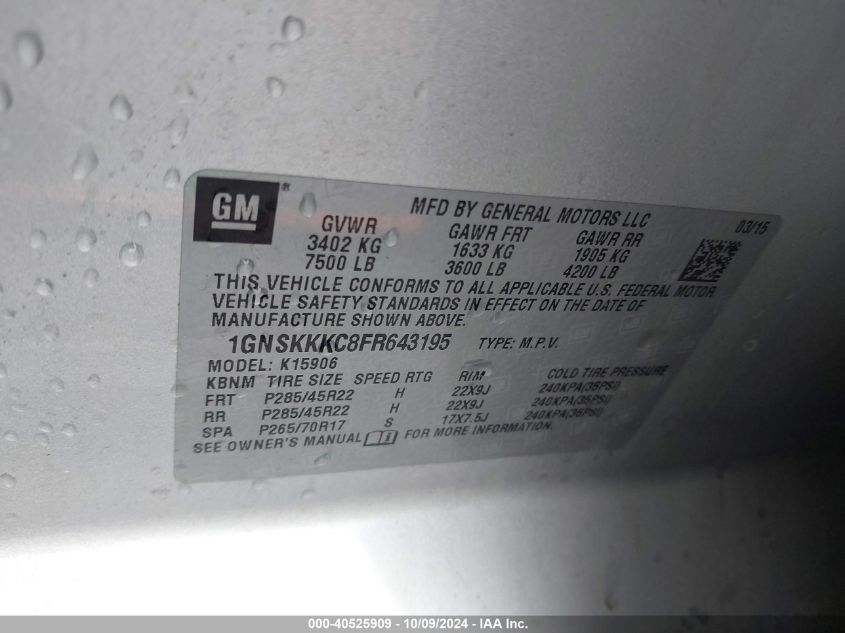 GM
MFD BY GENERAL MOTORS LLC
03/15
GVWR GAWR FRT GAWR RR
3402 KG 1633 KG 1905 KG
7500 LB 3600 LB 4200 LB
THIS VEHICLE CONFORMS TO ALL APPLICABLE U.S. FEDERAL MOTOR
VEHICLE SAFETY STANDARDS IN EFFECT ON THE DATE OF
MANUFACTURE SHOWN ABOVE.
1GNSKKKC8FR643195 TYPE: M.P.V.
MODEL: K15906
KBNM TIRE SIZE SPEED RTG RIM COLD TIRE PRESSURE
FRT P285/45R22 H 22X9J 240KPA(35PSI)
RR P285/45R22 H 22X9J 240KPA(35PSI)
SPA P265/70R17 S 17X7.5J 240KPA(35PSI)
SEE OWNER'S MANUAL FOR MORE INFORMATION.
000-40525909 - 10/09/2024 - IAA Inc.